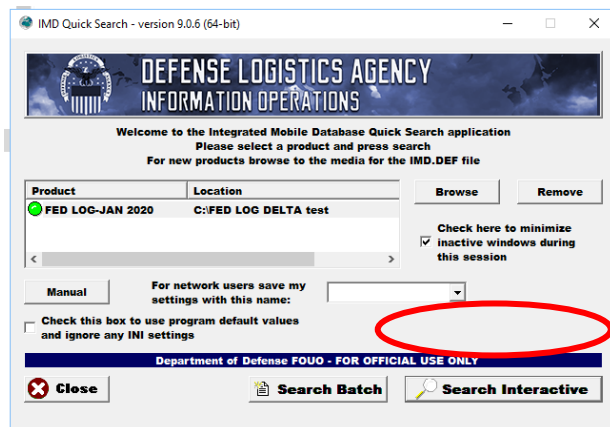 IMD Quick Search - version 9.0.6 (64-bit)
DEFENSE LOGISTICS AGENCY
INFORMATION OPERATIONS
Welcome to the Integrated Mobile Database Quick Search application
Please select a product and press search
For new products browse to the media for the IMD.DEF file
Product Location
FED LOG-JAN 2020 C:\FED LOG DELTA test
Browse Remove
Check here to minimize
inactive windows during
this session
Manual
For network users save my
settings with this name:
Check this box to use program default values
and ignore any INI settings
Department of Defense FOUO - FOR OFFICIAL USE ONLY
Close Search Batch Search Interactive